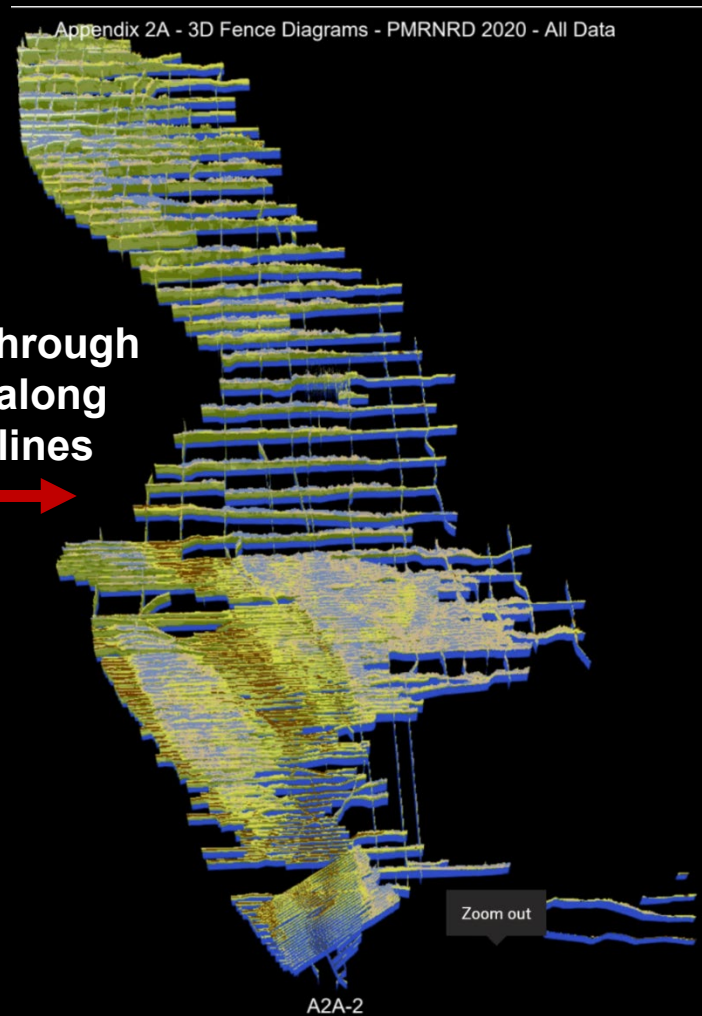 Appendix 2A - 3D Fence Diagrams - PMRNRD 2020 - All Data
hrough
along
lines
Zoom out
A2A-2